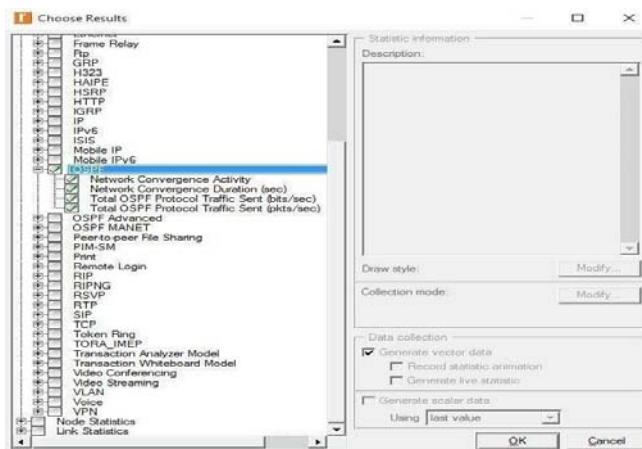 Choose Results
Frame Relay
Ftp
GRP
H323
HAIPE
HSRP
HTTP
IGRP
IP
IPv6
ISIS
Mobile IP
Mobile IPv6
OSPF
Network Convergence Activity
Network Convergence Duration (sec)
Total OSPF Protocol Traffic Sent (bits/sec)
Total OSPF Protocol Traffic Sent (pkts/sec)
OSPF Advanced
OSPF MANET
Peer-to-peer File Sharing
PIM-SM
Print
Remote Login
RIP
RIPNG
RSVP
RTP
SIP
TCP
Token Ring
TORA_IMEP
Transaction Analyzer Model
Transaction Whiteboard Model
Video Conferencing
Video Streaming
VLAN
Voice
VPN
Node Statistics
Link Statistics
Statistic information
Description:
Draw style:
Modify...
Collection mode:
Modify...
Data collection
Generate vector data
Record statistic animation
Generate live statistic
Generate scalar data
Using last value
OK
Cancel